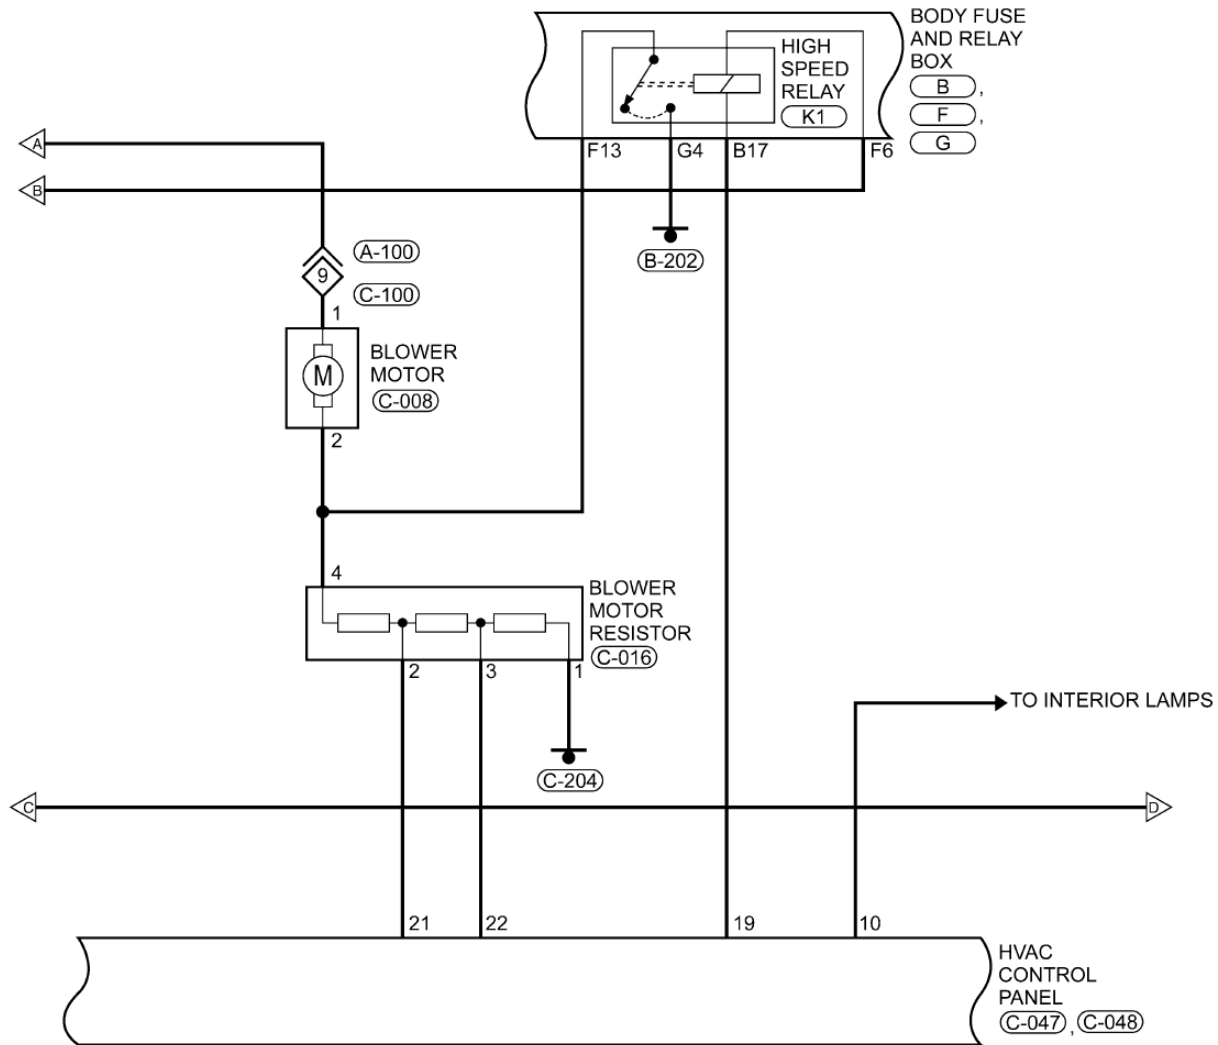 BODY FUSE
AND RELAY
BOX
B ,
F ,
G
HIGH
SPEED
RELAY
K1
F13
G4
B17
F6
A
B
B-202
A-100
9
C-100
1
BLOWER
MOTOR
C-008
M
2
4
BLOWER
MOTOR
RESISTOR
C-016
2
3
1
C-204
TO INTERIOR LAMPS
C
D
21
22
19
10
HVAC
CONTROL
PANEL
C-047 , C-048